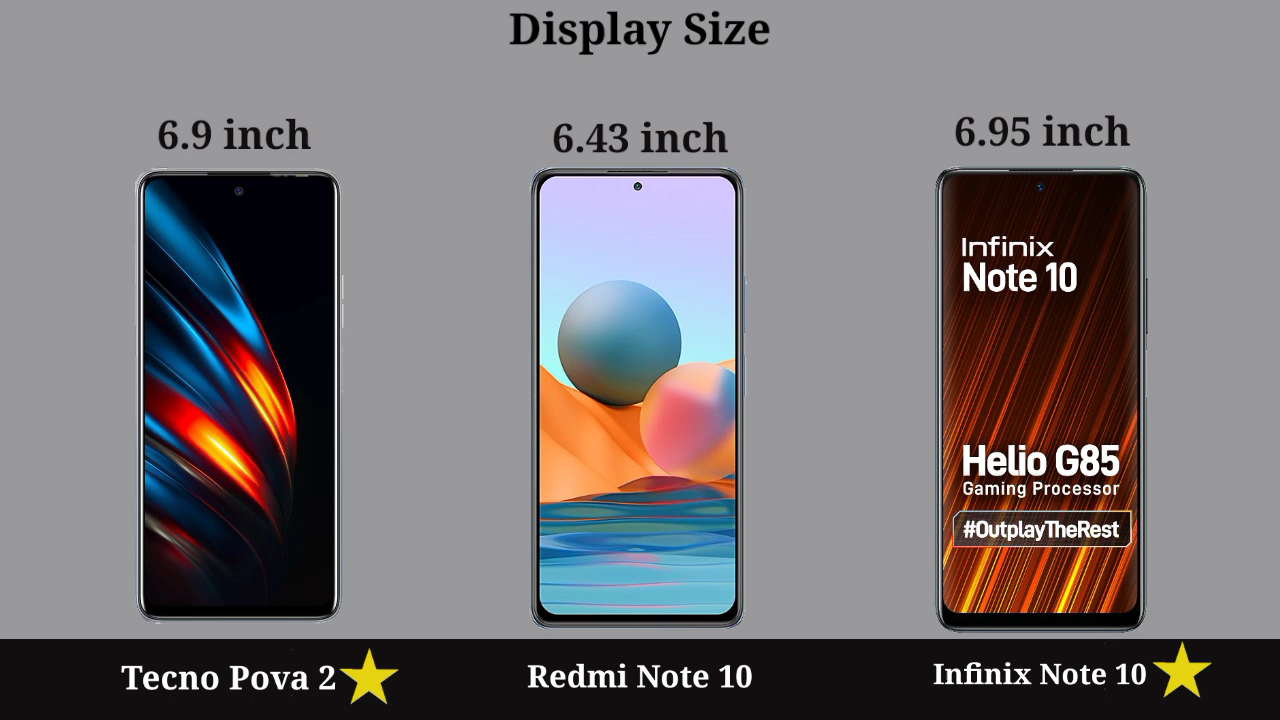 Display Size
6.9 inch
6.43 inch
6.95 inch
Infinix
Note 10
Helio G85
Gaming Processor
#OutplayTheRest
Tecno Pova 2
Redmi Note 10
Infinix Note 10